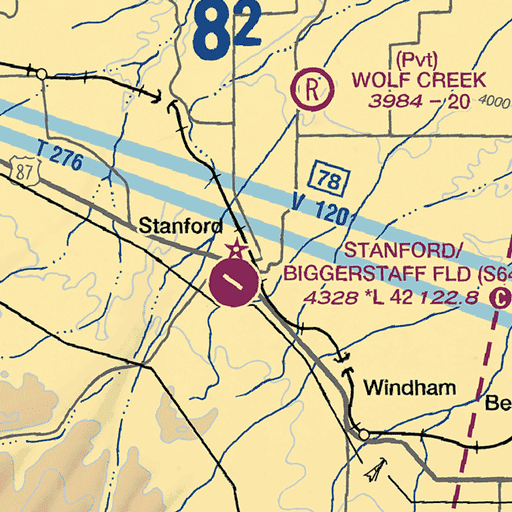 82
(Pvt)
R
WOLF CREEK
3984 - 20
4000
T 276
87
78
V 120
Stanford
STANFORD/
BIGGERSTAFF FLD (S64
4328 *L 42 122.8
C
Windham
Be